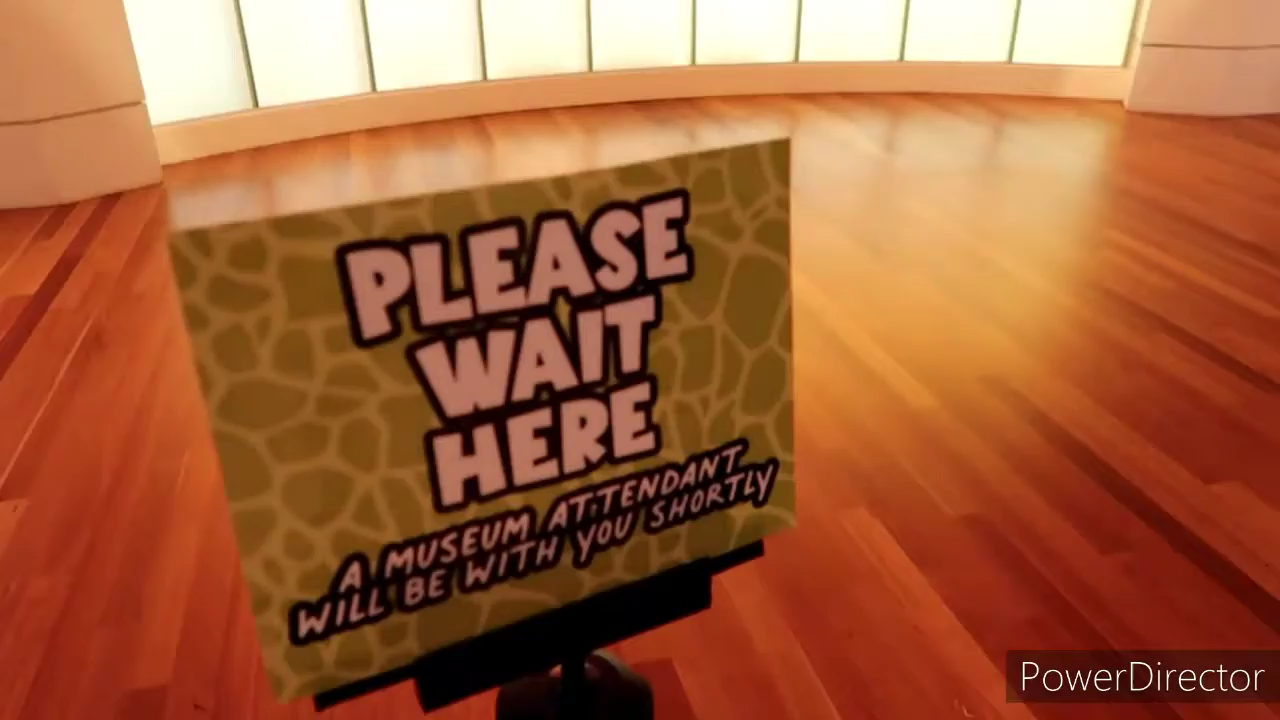 PLEASE
WAIT
HERE
A MUSEUM ATTENDANT
WILL BE WITH YOU SHORTLY
PowerDirector